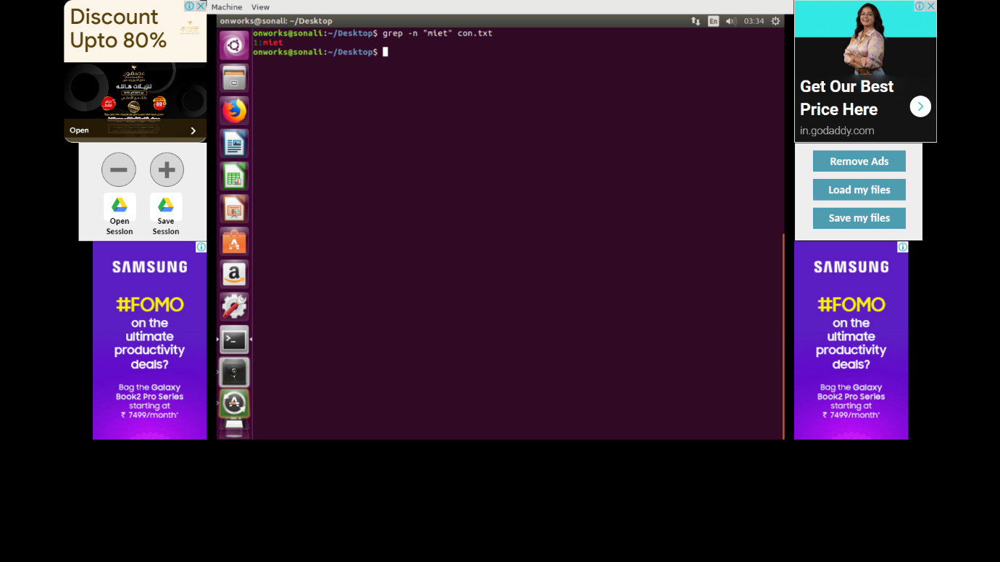 Discount
Upto 80%
عصفور
تنزيلات هائلة
Open
Open
Session
Save
Session
SAMSUNG
#FOMO
on the
ultimate
productivity
deals?
Bag the Galaxy
Book2 Pro Series
starting at
₹ 7499/month*
Machine View
onworks@sonali: ~/Desktop
En
03:34
onworks@sonali:~/Desktop$ grep -n "miet" con.txt
1:miet
onworks@sonali:~/Desktop$
Get Our Best
Price Here
in.godaddy.com
Remove Ads
Load my files
Save my files
SAMSUNG
#FOMO
on the
ultimate
productivity
deals?
Bag the Galaxy
Book2 Pro Series
starting at
₹ 7499/month*